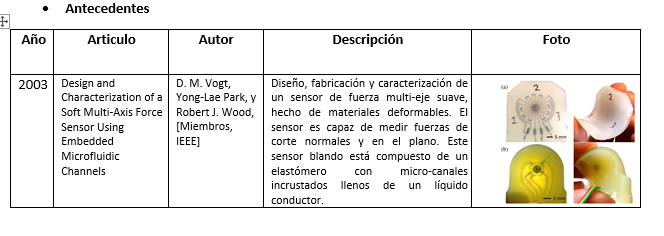 • Antecedentes
Año Articulo Autor Descripción Foto
2003
Design and
Characterization of a
Soft Multi-Axis Force
Sensor Using
Embedded
Microfluidic
Channels
D. M. Vogt,
Yong-Lae Park, y
Robert J. Wood,
[Miembros,
IEEE]
Diseño, fabricación y caracterización de
un sensor de fuerza multi-eje suave,
hecho de materiales deformables. El
sensor es capaz de medir fuerzas de
corte normales y en el plano. Este
sensor blando está compuesto de un
elastómero con micro-canales
incrustados llenos de un líquido
conductor.
(a)
2
1
3
5 mm
2
(b)
5 mm